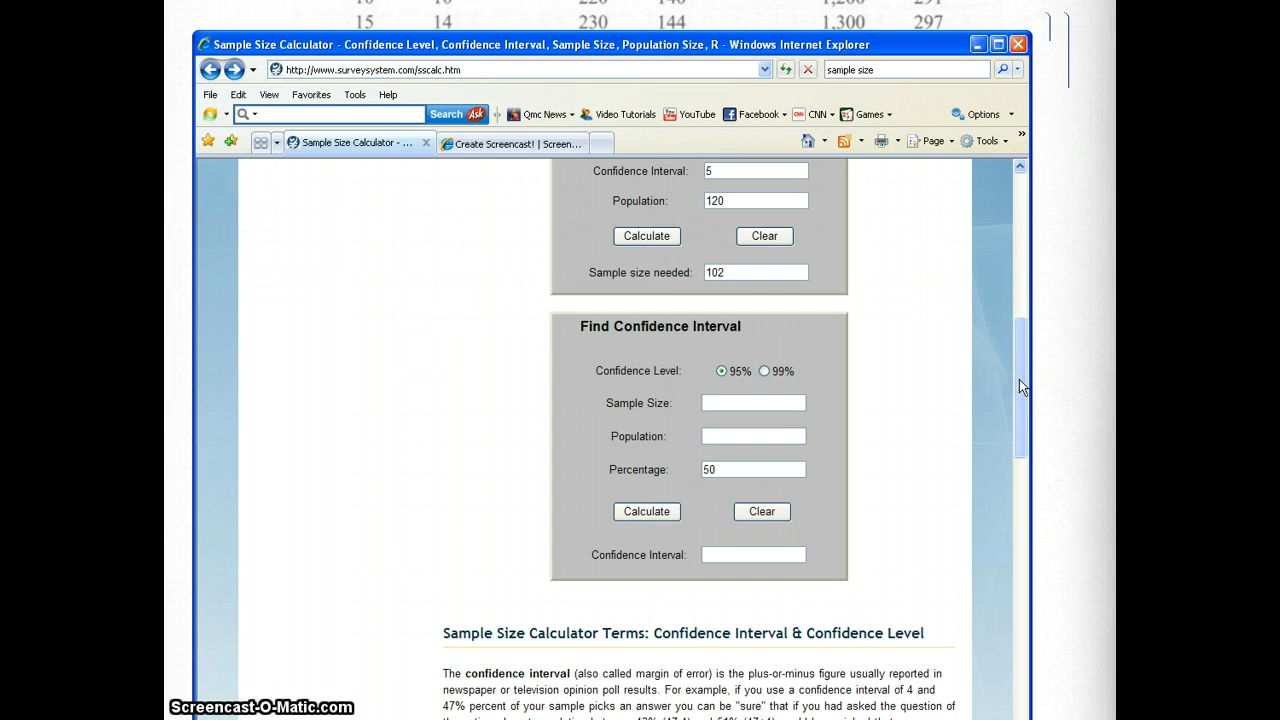 15 14 230 144 1,300 297
Sample Size Calculator - Confidence Level, Confidence Interval, Sample Size, Population Size, R - Windows Internet Explorer
http://www.surveysystem.com/sscalc.htm sample size
File Edit View Favorites Tools Help
Search Ask Qmc News Video Tutorials YouTube Facebook CNN Games Options
Sample Size Calculator - ... Create Screencast! | Screen... Page Tools
Confidence Interval: 5
Population: 120
Calculate Clear
Sample size needed: 102
Find Confidence Interval
Confidence Level: 95% 99%
Sample Size:
Population:
Percentage: 50
Calculate Clear
Confidence Interval:
Sample Size Calculator Terms: Confidence Interval & Confidence Level
The confidence interval (also called margin of error) is the plus-or-minus figure usually reported in
newspaper or television opinion poll results. For example, if you use a confidence interval of 4 and
47% percent of your sample picks an answer you can be "sure" that if you had asked the question of
Screencast-O-Matic.com